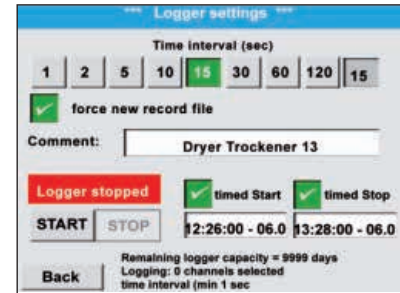 *** Logger settings ***
Time interval (sec)
1 2 5 10 15 30 60 120 15
force new record file
Comment: Dryer Trockener 13
Logger stopped timed Start timed Stop
START STOP 12:26:00 - 06.0 13:28:00 - 06.0
Remaining logger capacity = 9999 days
Back Logging: 0 channels selected
time interval (min 1 sec